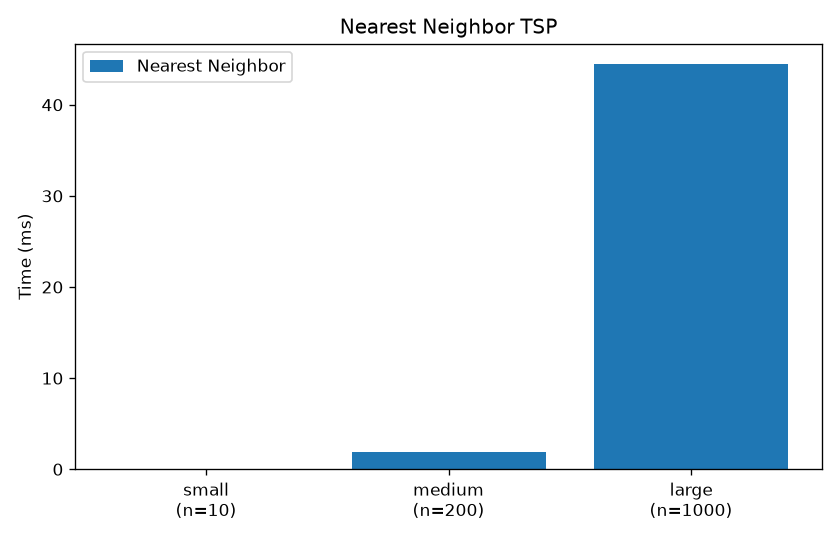 Nearest Neighbor TSP
Nearest Neighbor
Time (ms)
40
30
20
10
0
small
(n=10)
medium
(n=200)
large
(n=1000)